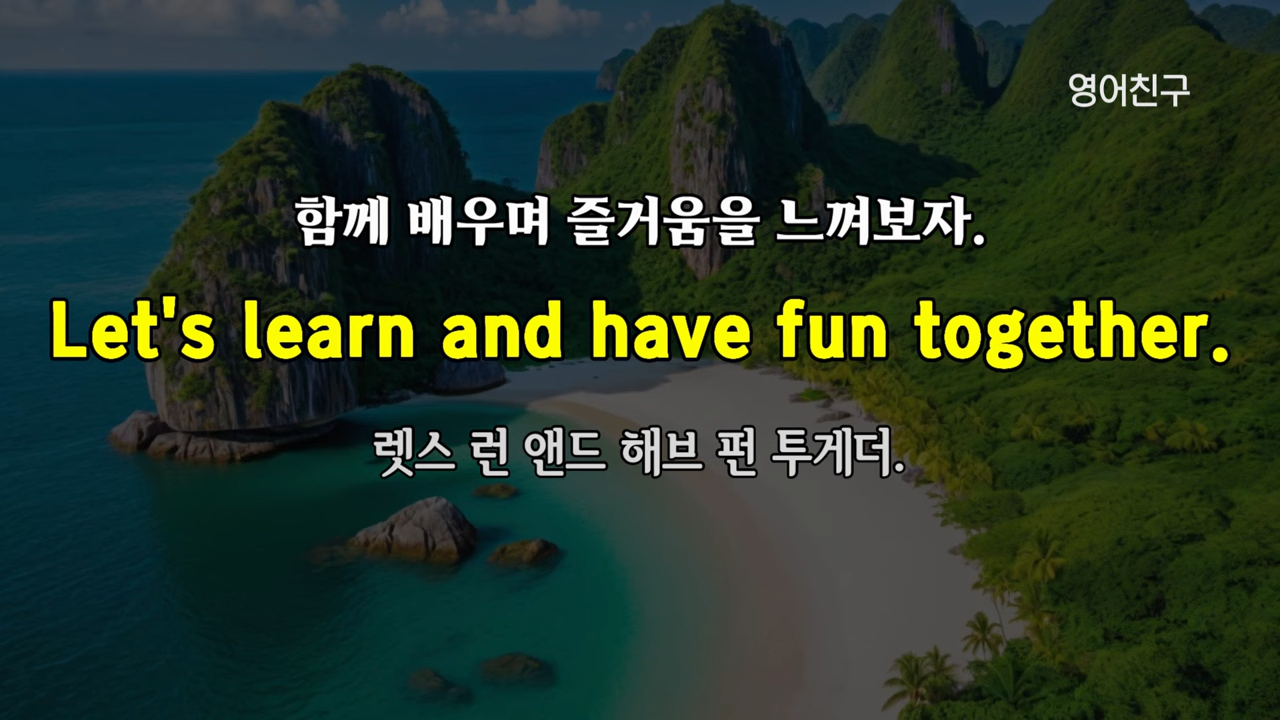 영어친구
함께 배우며 즐거움을 느껴보자.
Let's learn and have fun together.
렛스 런 앤드 해브 펀 투게더.